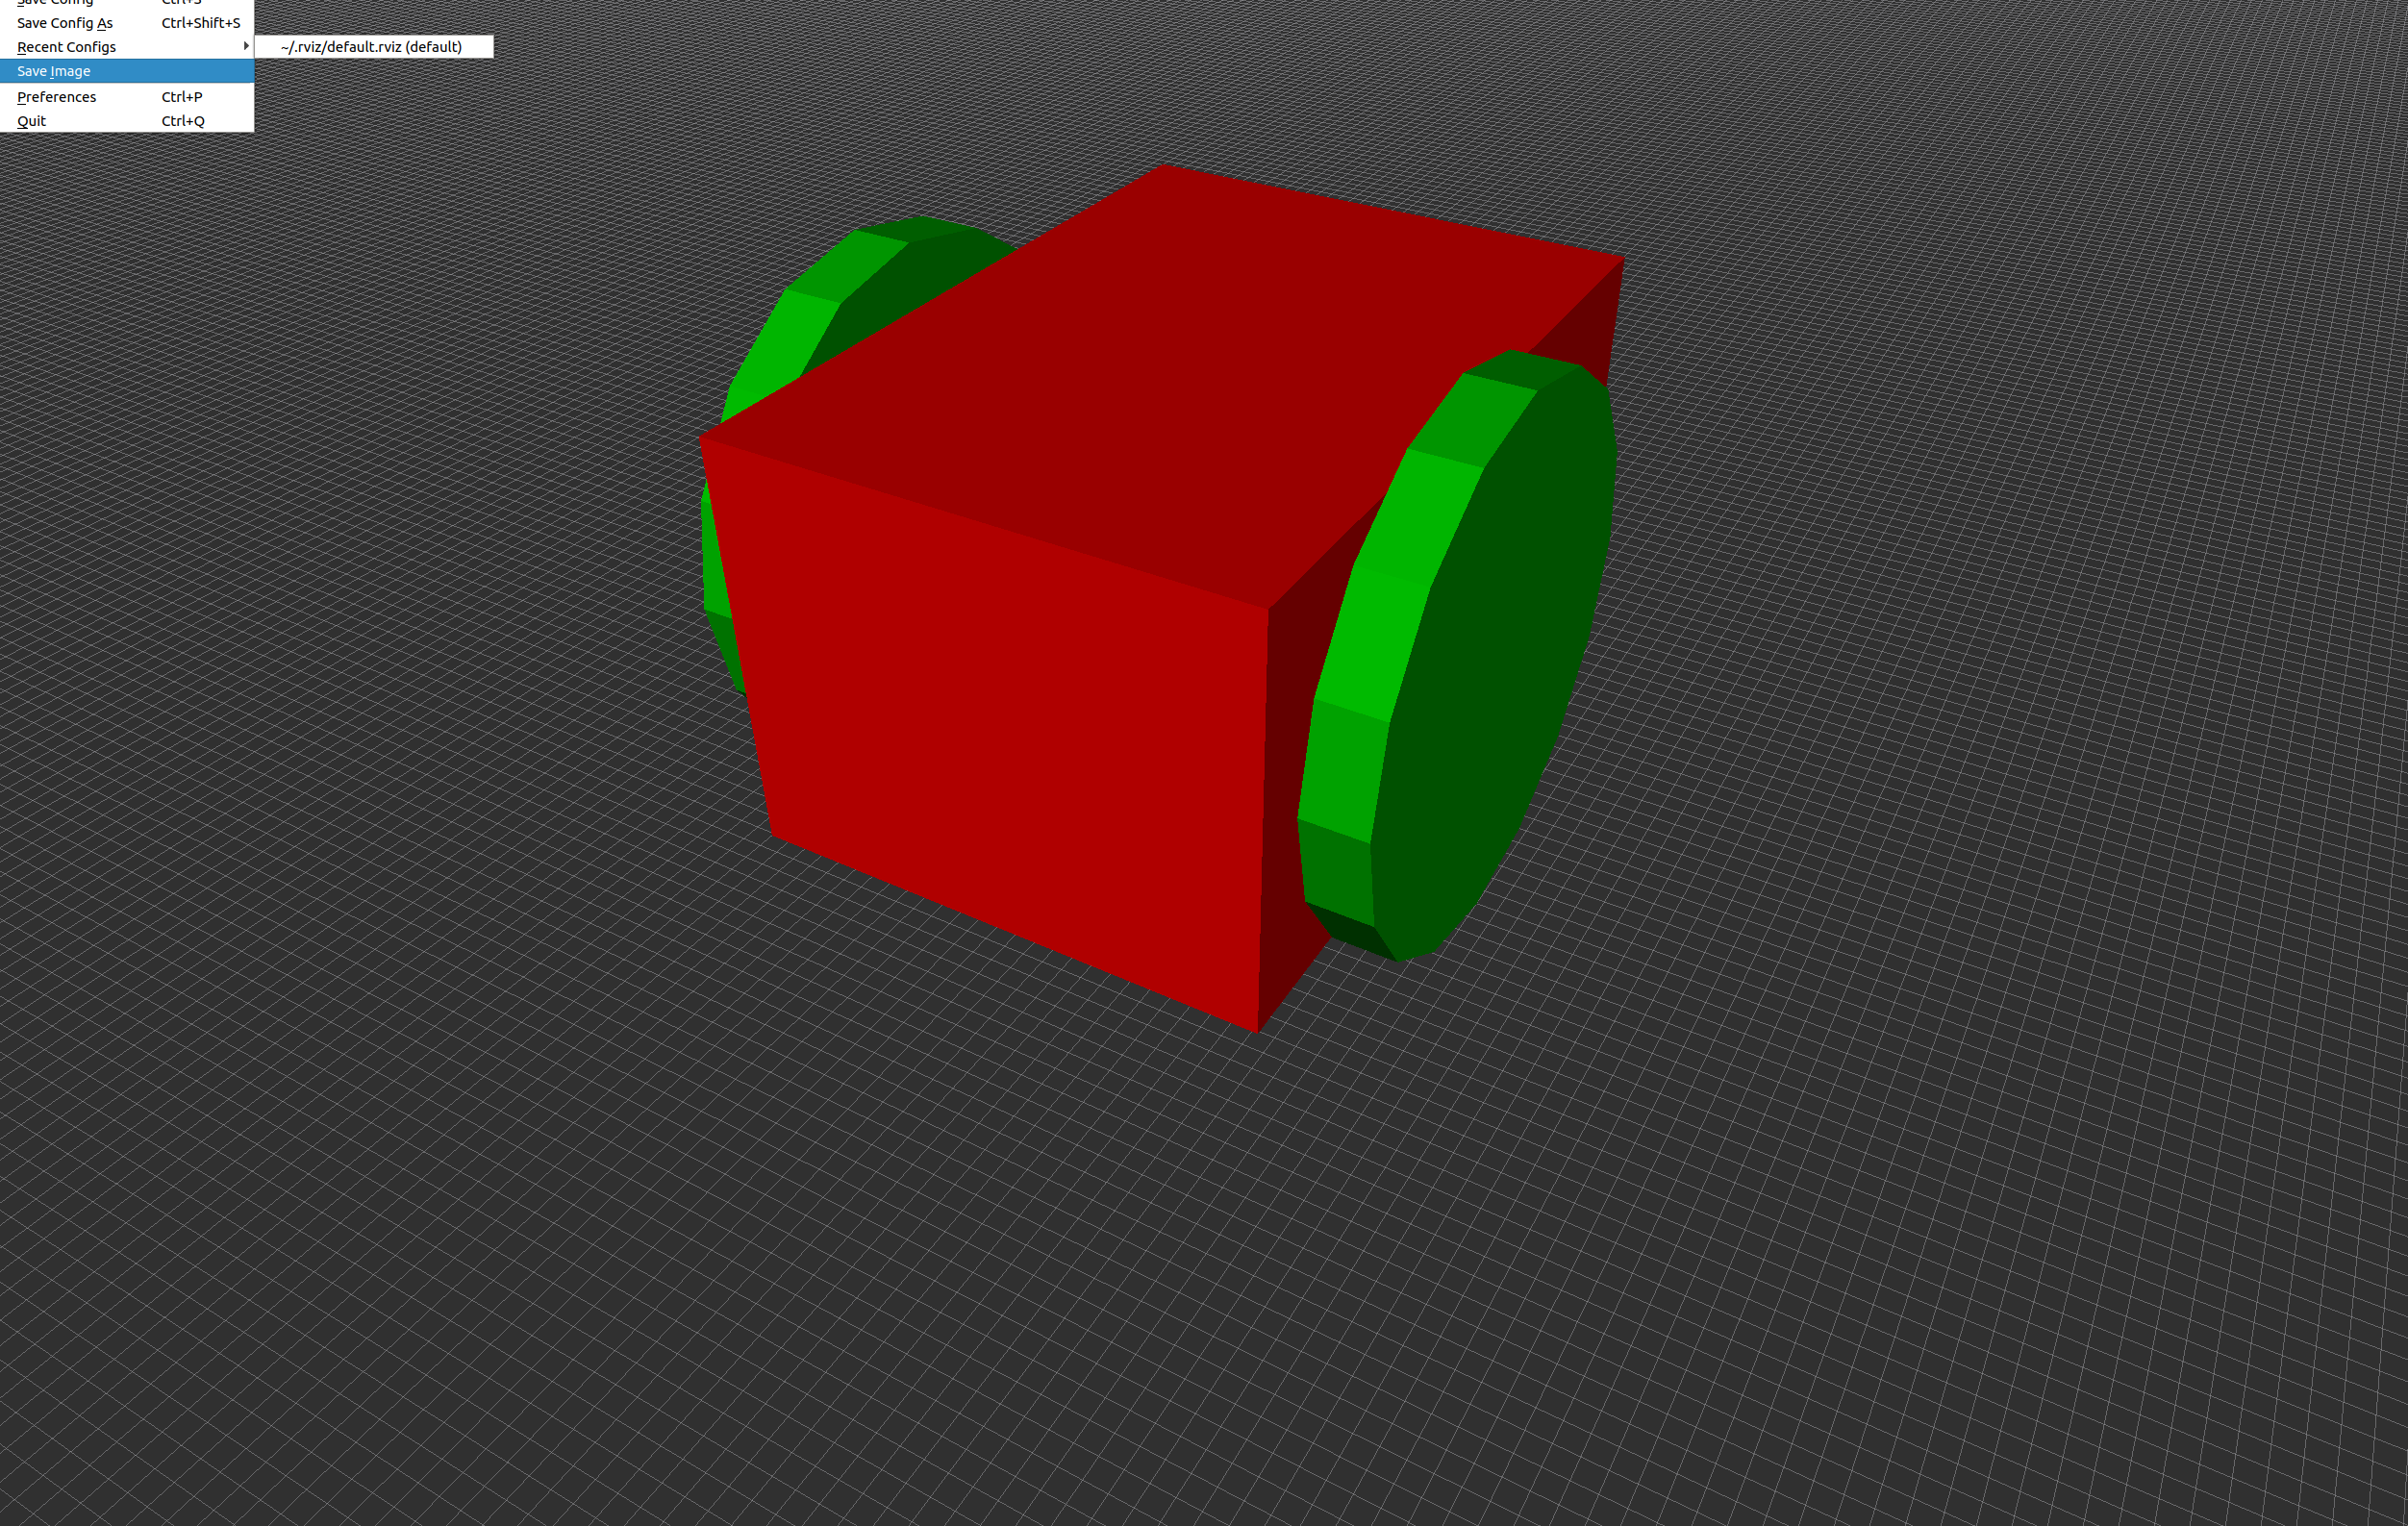 Save Config Ctrl+S
Save Config As Ctrl+Shift+S
Recent Configs ~/.rviz/default.rviz (default)
Save Image
Preferences Ctrl+P
Quit Ctrl+Q